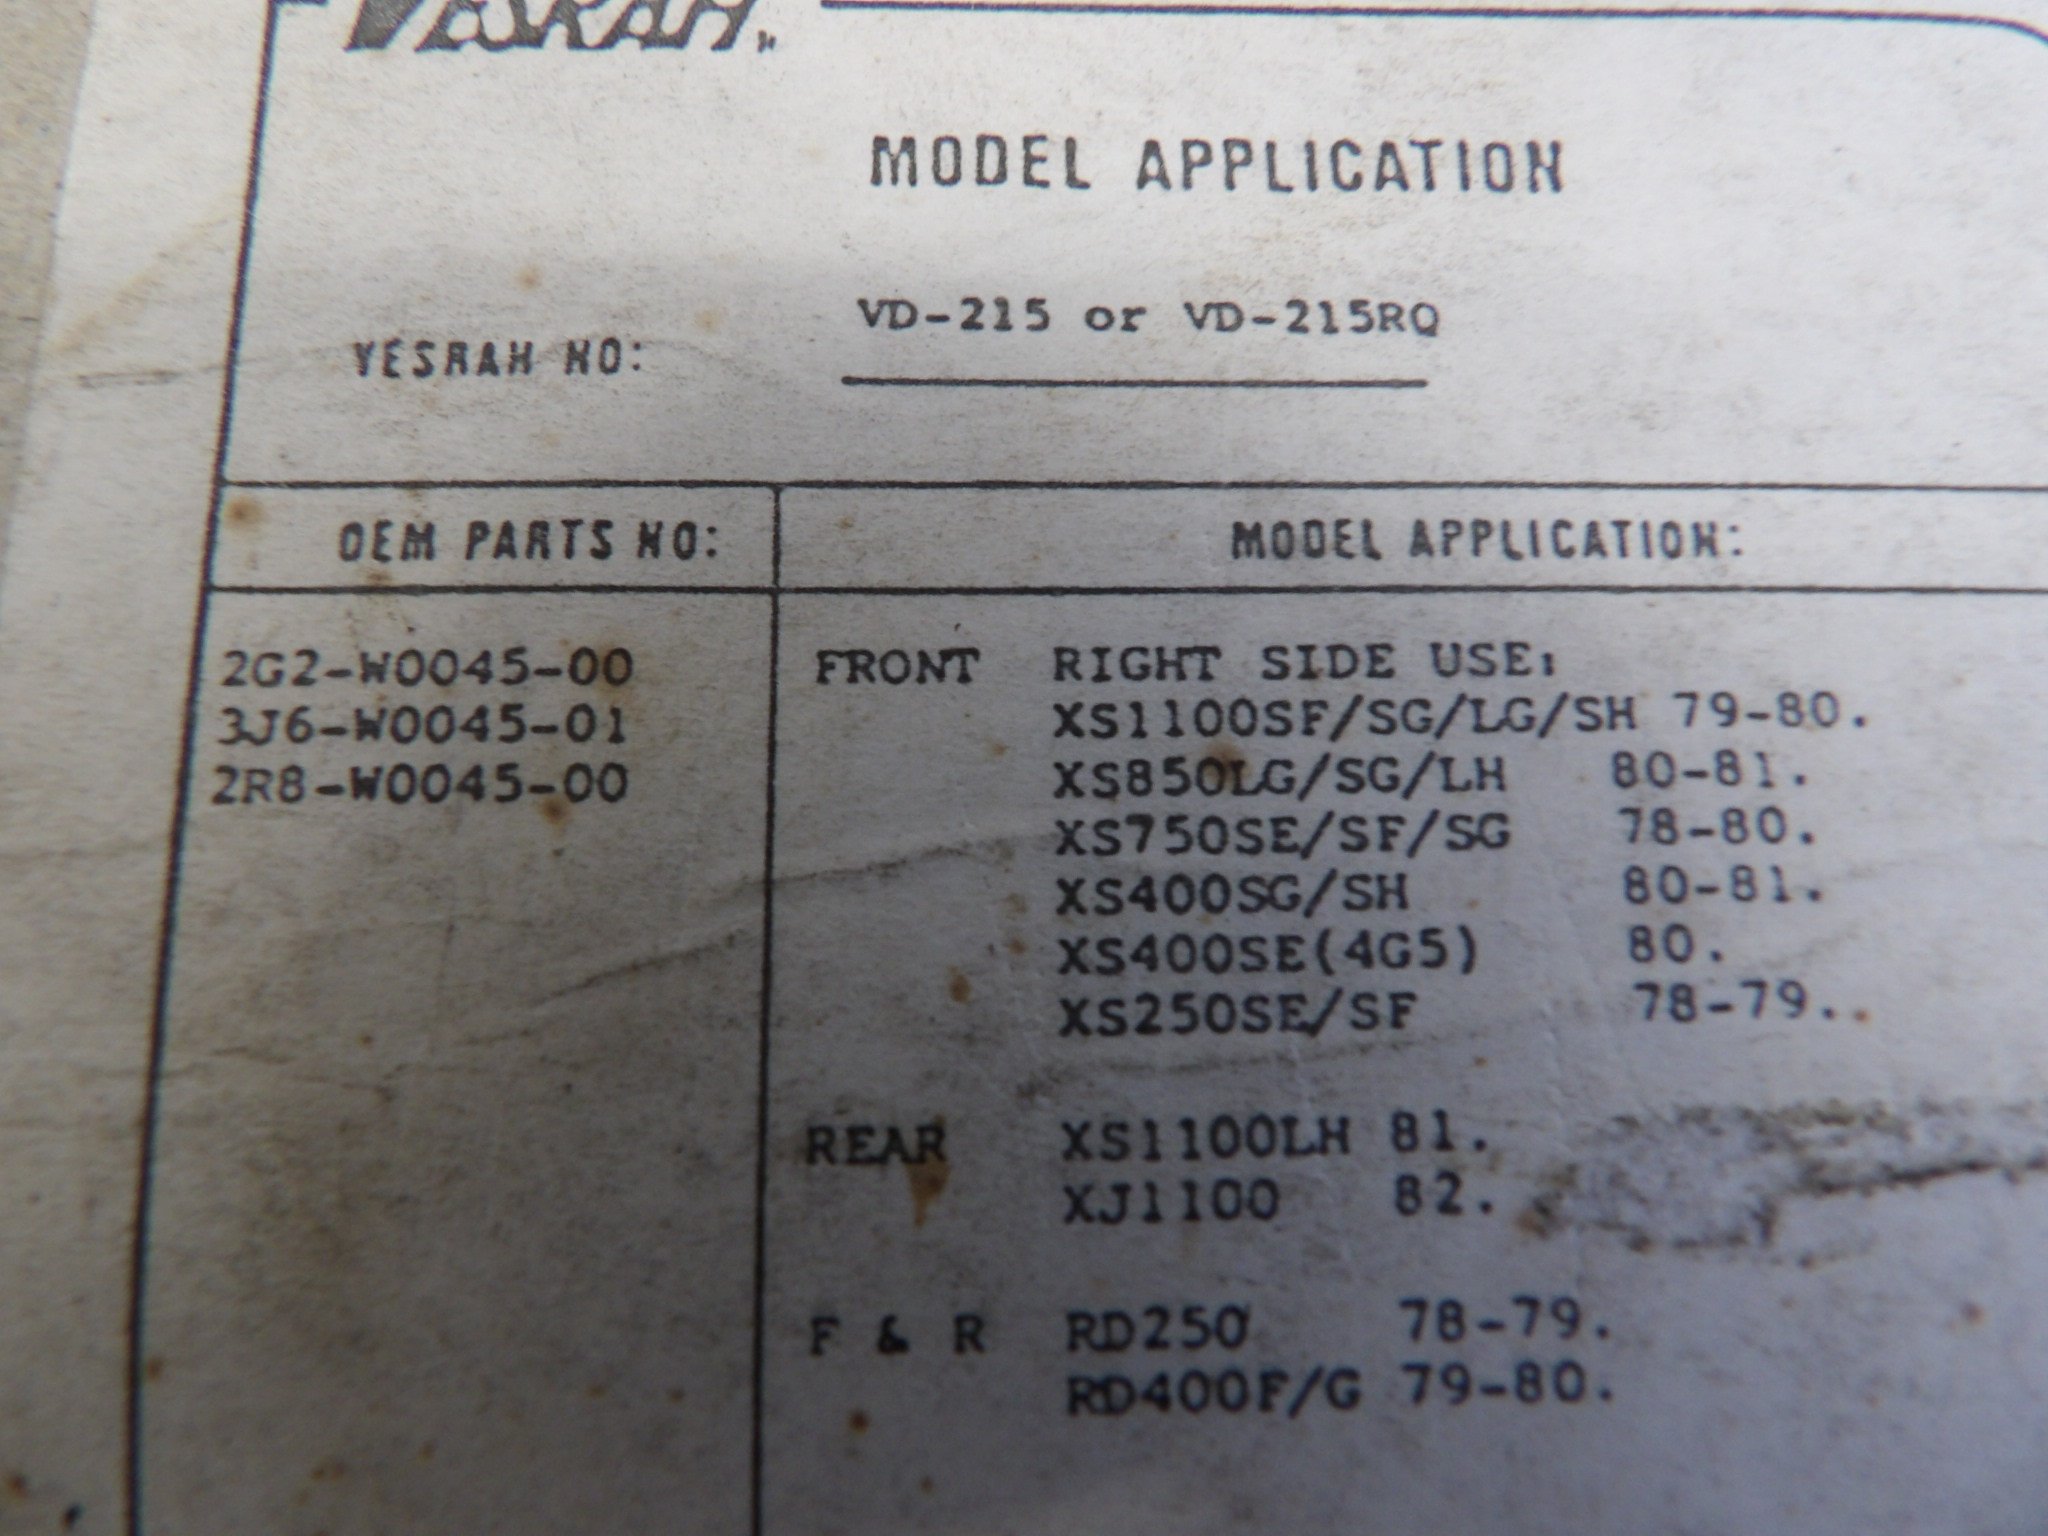 VESRAH
MODEL APPLICATION
VESRAH NO: VD-215 or VD-215RQ
OEM PARTS NO: MODEL APPLICATION:
2G2-W0045-00 FRONT RIGHT SIDE USE:
3J6-W0045-01 XS1100SF/SG/LG/SH 79-80.
2R8-W0045-00 XS850LG/SG/LH 80-81.
XS750SE/SF/SG 78-80.
XS400SG/SH 80-81.
XS400SE(4G5) 80.
XS250SE/SF 78-79.
REAR XS1100LH 81.
XJ1100 82.
F & R RD250 78-79.
RD400F/G 79-80.